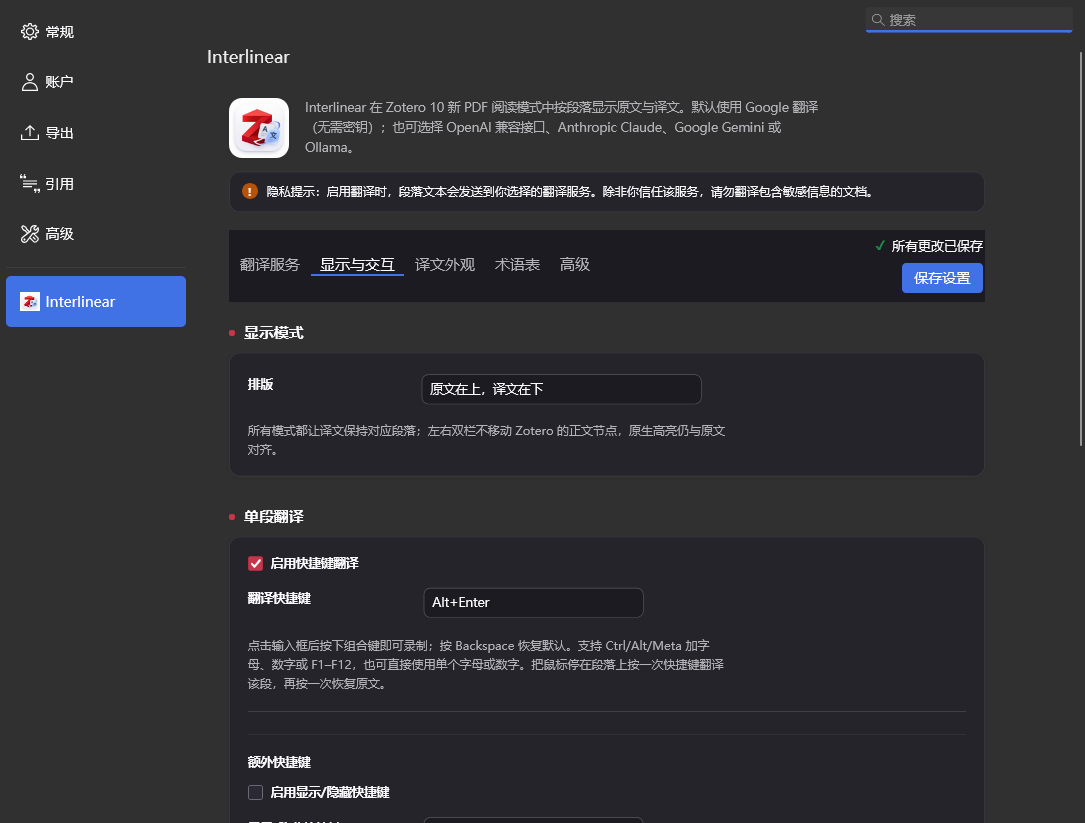 常规
账户
导出
引用
高级
Interlinear
搜索
Interlinear
Interlinear 在 Zotero 10 新 PDF 阅读模式中按段落显示原文与译文。默认使用 Google 翻译
（无需密钥）；也可选择 OpenAI 兼容接口、Anthropic Claude、Google Gemini 或
Ollama。
隐私提示：启用翻译时，段落文本会发送到你选择的翻译服务。除非你信任该服务，请勿翻译包含敏感信息的文档。
✓ 所有更改已保存
翻译服务 显示与交互 译文外观 术语表 高级
保存设置
显示模式
排版
原文在上，译文在下
所有模式都让译文保持对应段落；左右双栏不移动 Zotero 的正文节点，原生高亮仍与原文
对齐。
单段翻译
启用快捷键翻译
翻译快捷键
Alt+Enter
点击输入框后按下组合键即可录制；按 Backspace 恢复默认。支持 Ctrl/Alt/Meta 加字
母、数字或 F1–F12，也可直接使用单个字母或数字。把鼠标停在段落上按一次快捷键翻译
该段，再按一次恢复原文。
额外快捷键
启用显示/隐藏快捷键